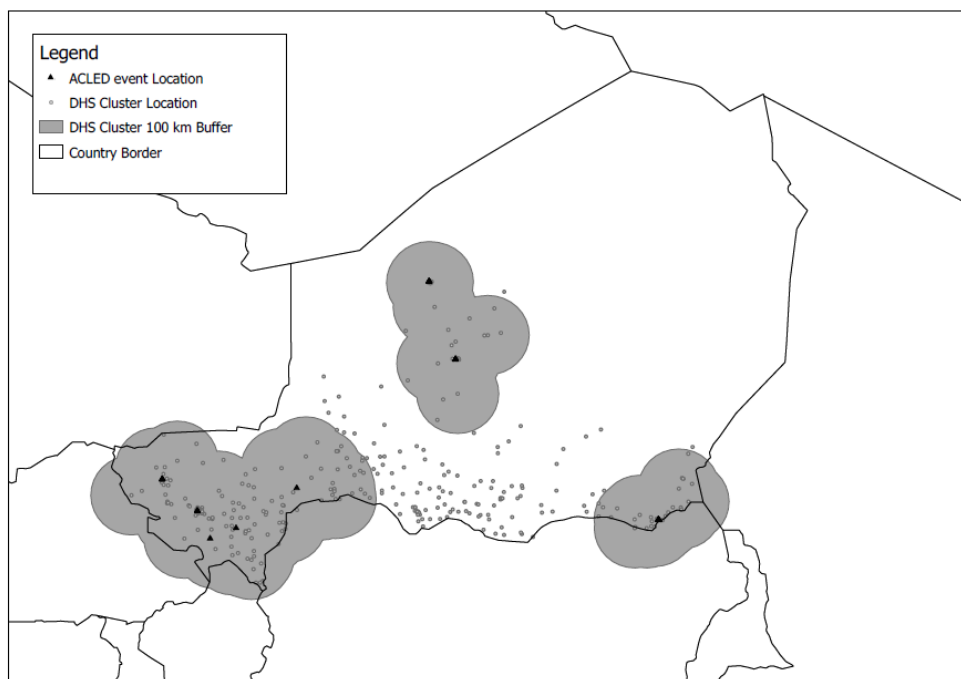 Legend
ACLED event Location
DHS Cluster Location
DHS Cluster 100 km Buffer
Country Border